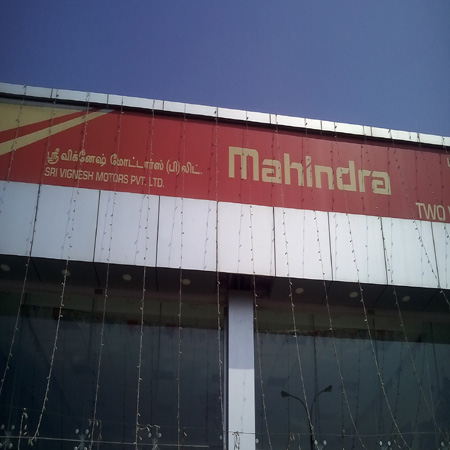 ஸ்ரீ விக்னேஷ் மோட்டார்ஸ் (பி) லிட்.
SRI VIGNESH MOTORS PVT. LTD.
Mahindra
TWO